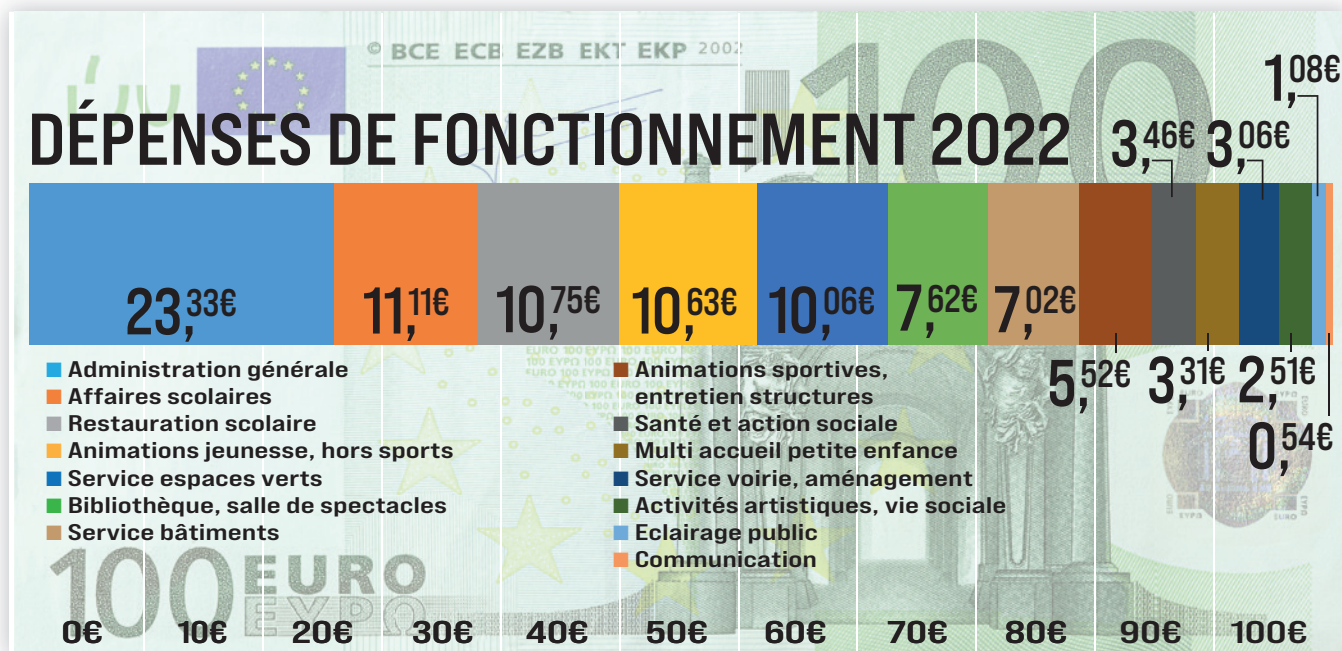 © BCE ECB EZB EKT EKP 2002
100
DÉPENSES DE FONCTIONNEMENT 2022
1,08€
3,46€ 3,06€
23,33€ 11,11€ 10,75€ 10,63€ 10,06€ 7,62€ 7,02€
5,52€ 3,31€ 2,51€
0,54€
Administration générale
Affaires scolaires
Restauration scolaire
Animations jeunesse, hors sports
Service espaces verts
Bibliothèque, salle de spectacles
Service bâtiments
Animations sportives,
entretien structures
Santé et action sociale
Multi accueil petite enfance
Service voirie, aménagement
Activités artistiques, vie sociale
Eclairage public
Communication
100 EURO
ΕΥΡΩ
0€ 10€ 20€ 30€ 40€ 50€ 60€ 70€ 80€ 90€ 100€